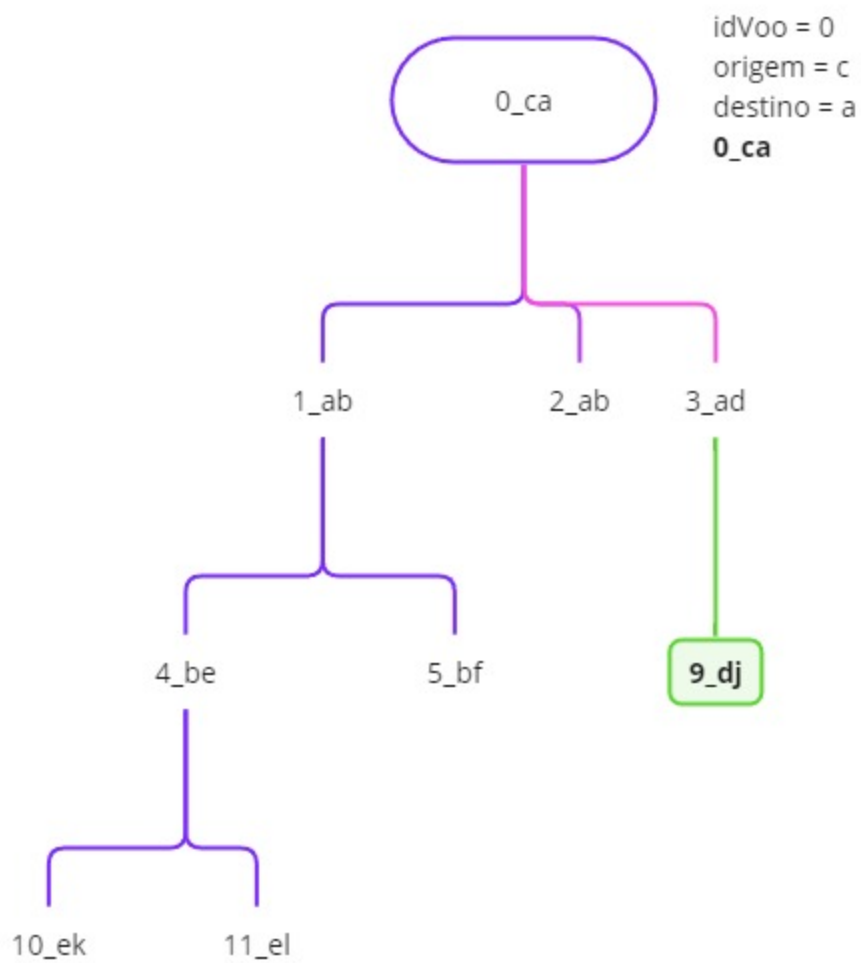 idVoo = 0
origem = c
destino = a
0_ca
0_ca
1_ab
2_ab
3_ad
4_be
5_bf
9_dj
10_ek
11_el